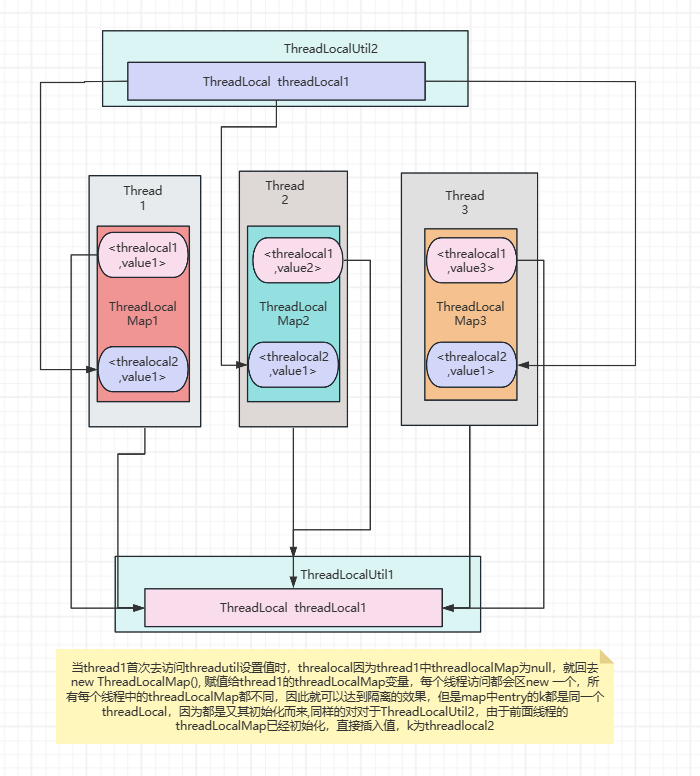 ThreadLocalUtil2
ThreadLocal threadLocal1
Thread
1
<threalocal1
,value1>
ThreadLocal
Map1
<threalocal2
,value1>
Thread
2
<threalocal1
,value2>
ThreadLocal
Map2
<threalocal2
,value1>
Thread
3
<threalocal1
,value3>
ThreadLocal
Map3
<threalocal2
,value1>
ThreadLocalUtil1
ThreadLocal threadLocal1
当thread1首次去访问threadutil设置值时，threalocal因为thread1中threadlocalMap为null，就回去
new ThreadLocalMap(), 赋值给thread1的threadLocalMap变量，每个线程访问都会区new 一个，所
有每个线程中的threadLocalMap都不同，因此就可以达到隔离的效果，但是map中entry的k都是同一个
threadLocal，因为都是又其初始化而来,同样的对对于ThreadLocalUtil2，由于前面线程的
threadLocalMap已经初始化，直接插入值，k为threadlocal2